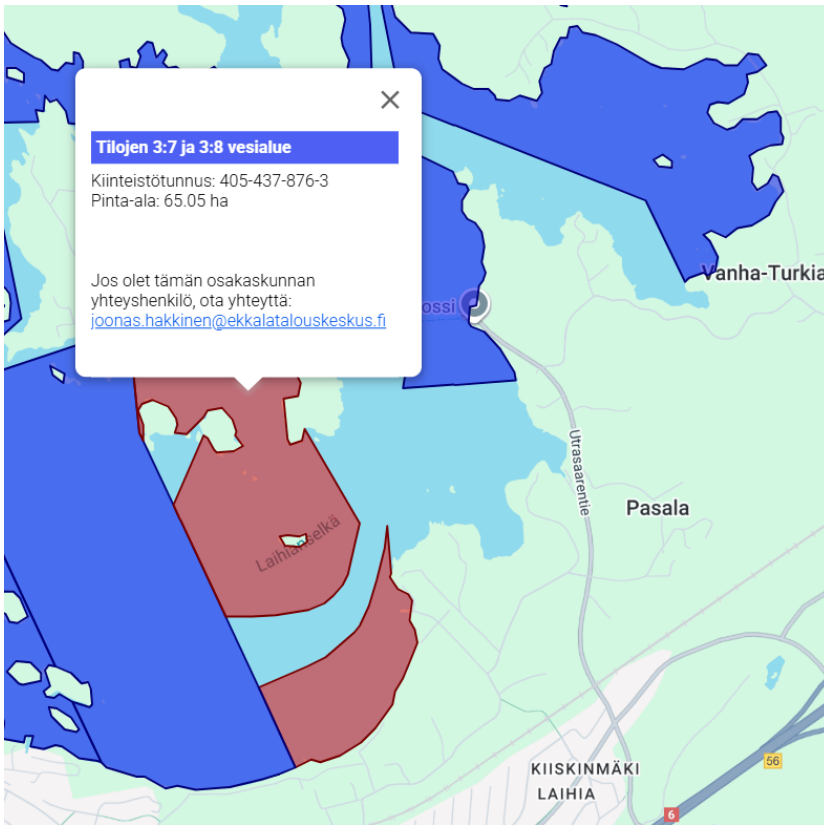 Tilojen 3:7 ja 3:8 vesialue
Kiinteistötunnus: 405-437-876-3
Pinta-ala: 65.05 ha
Jos olet tämän osakaskunnan
yhteyshenkilö, ota yhteyttä:
joonas.hakkinen@ekkalatalouskeskus.fi
Vanha-Turkia
ossi
Utrasaarentie
Pasala
Laihianselkä
KIISKINMÄKI
LAIHIA
56
6